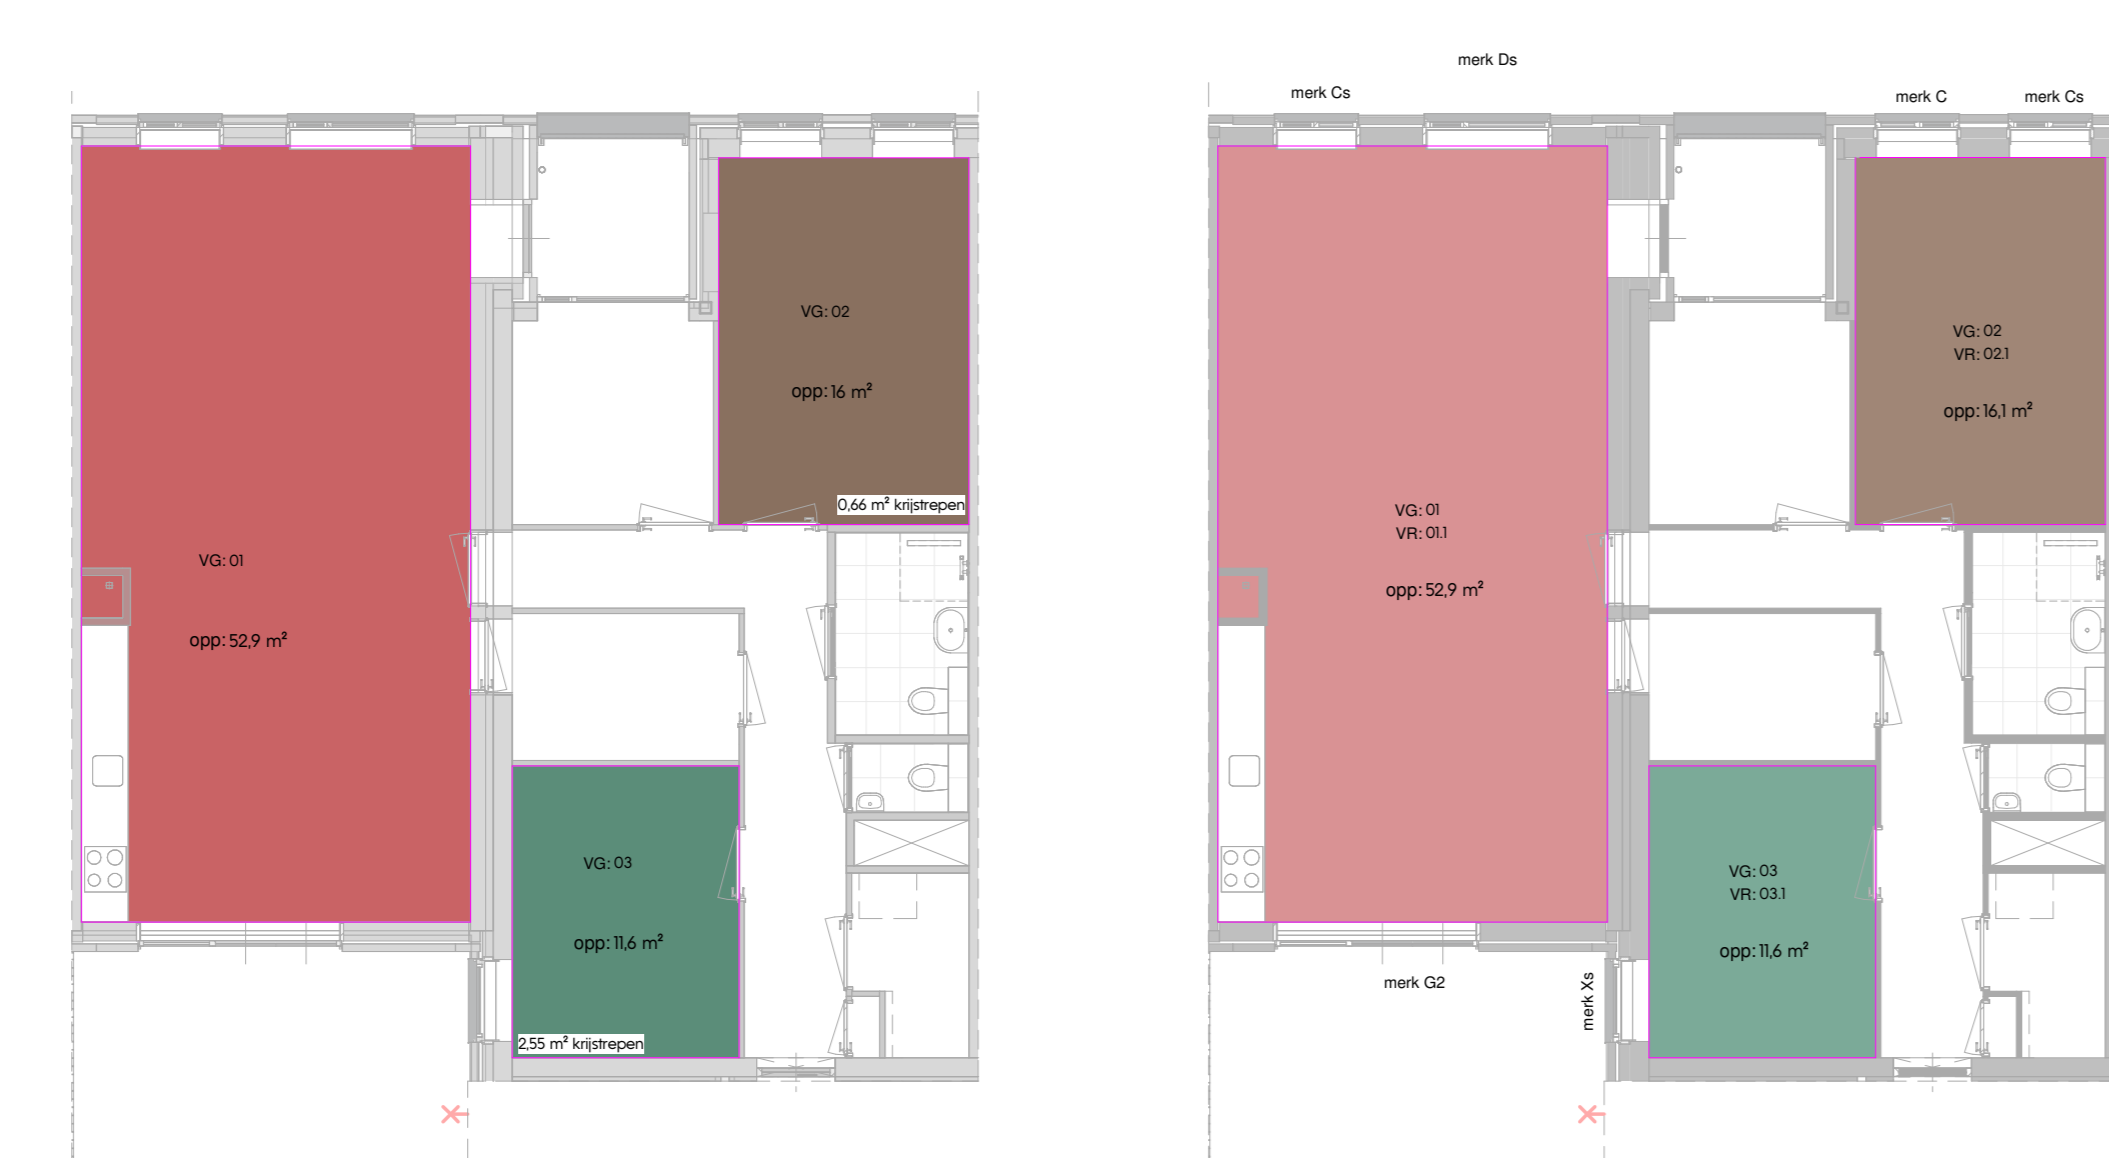 VG: 02
opp: 16 m²
0,66 m² krijstrepen
VG: 01
opp: 52,9 m²
VG: 03
opp: 11,6 m²
2,55 m² krijstrepen
merk Ds
merk Cs
merk C
merk Cs
VG: 02
VR: 02.1
opp: 16,1 m²
VG: 01
VR: 01.1
opp: 52,9 m²
VG: 03
VR: 03.1
opp: 11,6 m²
merk G2
merk Xs